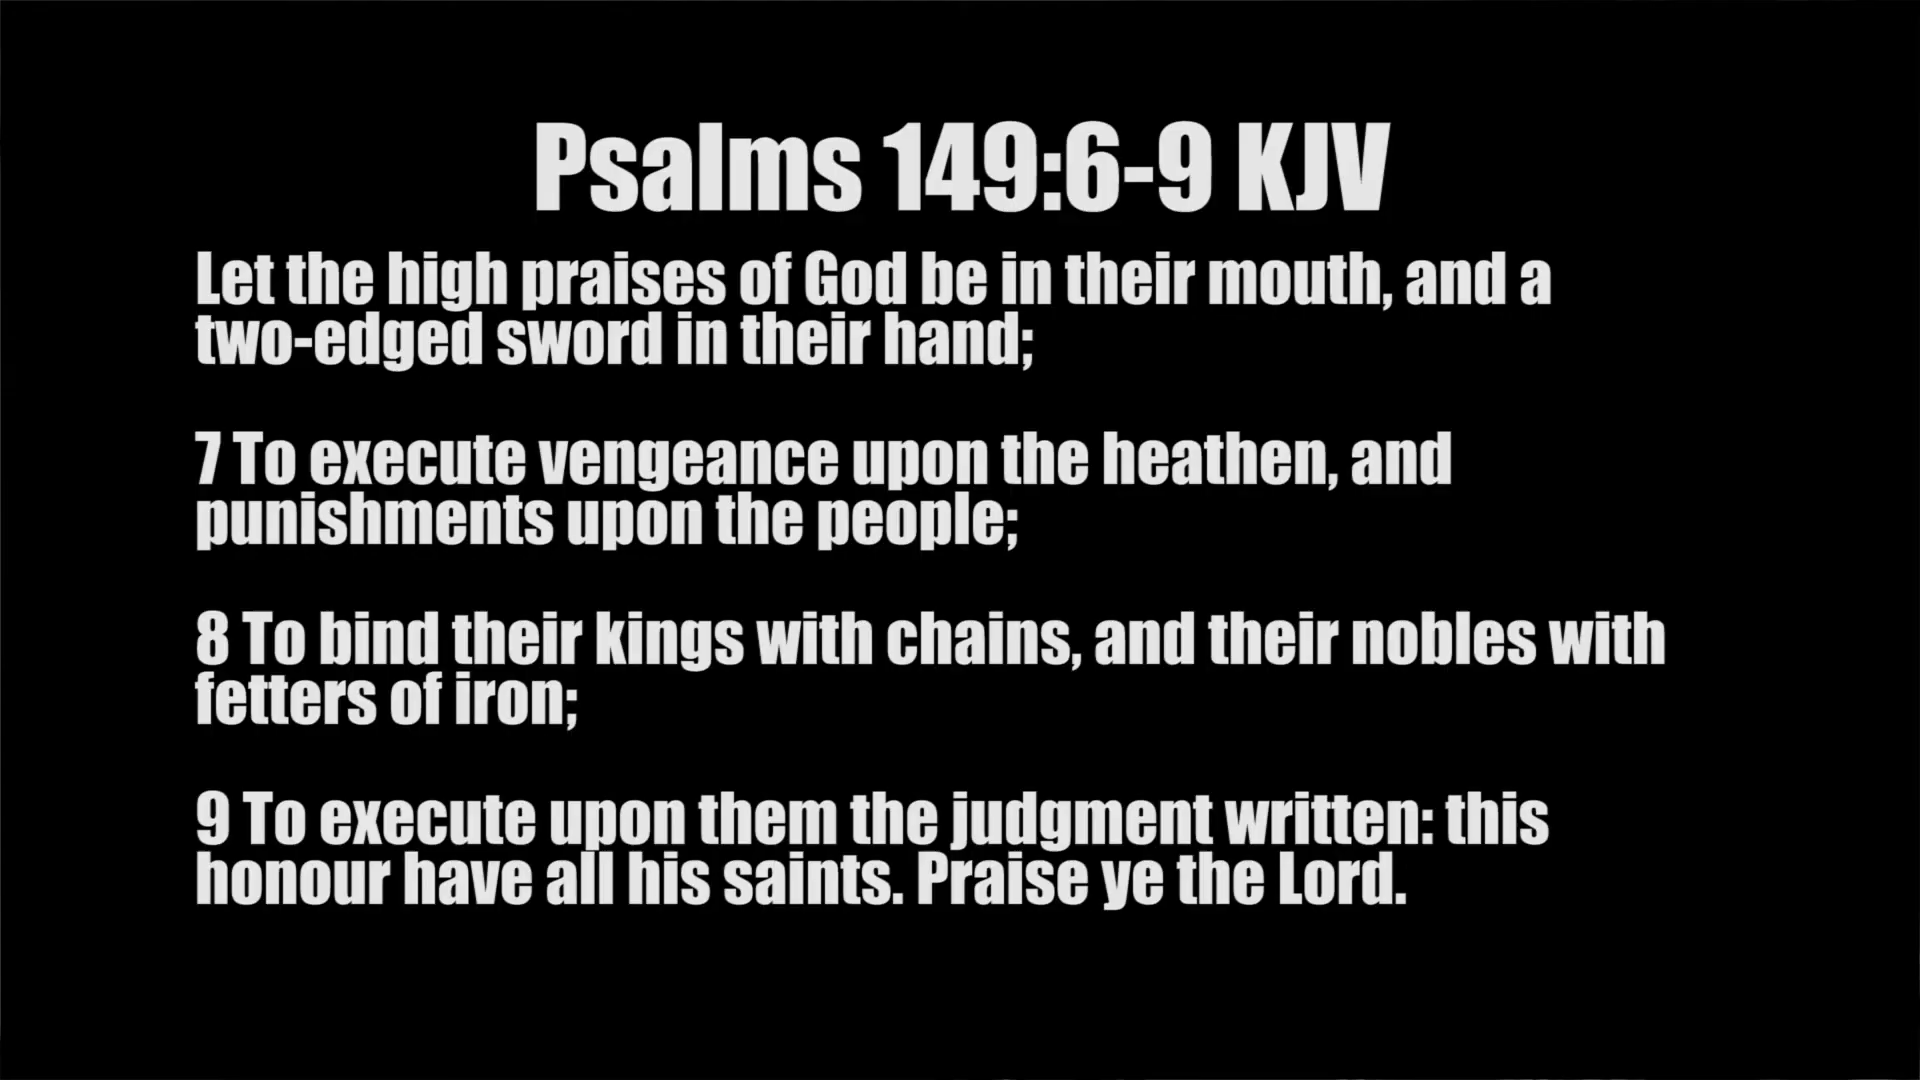 Psalms 149:6-9 KJV
Let the high praises of God be in their mouth, and a
two-edged sword in their hand;
7 To execute vengeance upon the heathen, and
punishments upon the people;
8 To bind their kings with chains, and their nobles with
fetters of iron;
9 To execute upon them the judgment written: this
honour have all his saints. Praise ye the Lord.